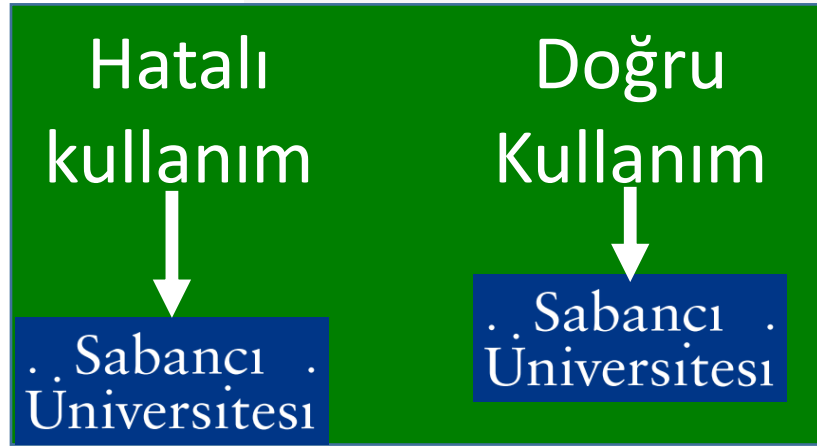 Hatalı
kullanım
Doğru
Kullanım
Sabancı
Üniversitesi
Sabancı
Üniversitesi